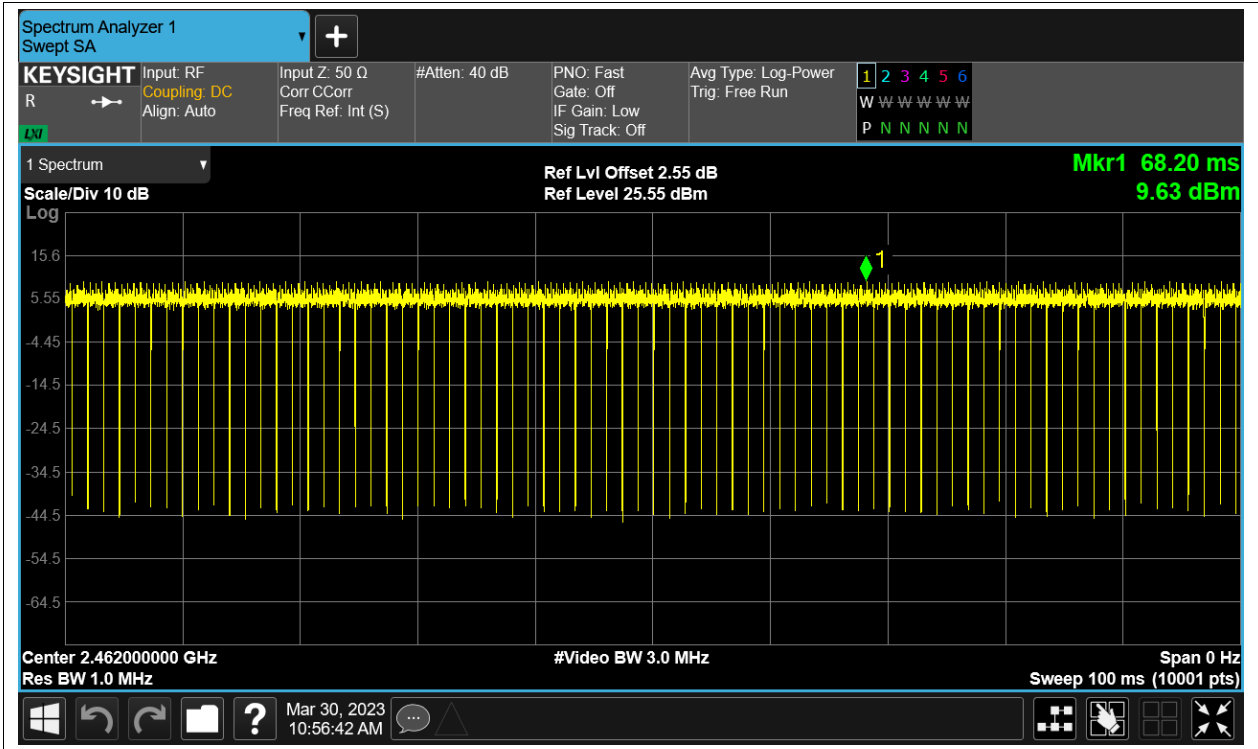 Spectrum Analyzer 1
Swept SA
KEYSIGHT
R
LXI
Input: RF
Coupling: DC
Align: Auto
Input Z: 50 Ω
Corr CCorr
Freq Ref: Int (S)
#Atten: 40 dB
PNO: Fast
Gate: Off
IF Gain: Low
Sig Track: Off
Avg Type: Log-Power
Trig: Free Run
1 2 3 4 5 6
W W W W W W
P N N N N N
1 Spectrum
Scale/Div 10 dB
Log
Ref Lvl Offset 2.55 dB
Ref Level 25.55 dBm
Mkr1 68.20 ms
9.63 dBm
1
15.6
5.55
-4.45
-14.5
-24.5
-34.5
-44.5
-54.5
-64.5
Center 2.462000000 GHz
Res BW 1.0 MHz
#Video BW 3.0 MHz
Span 0 Hz
Sweep 100 ms (10001 pts)
?
Mar 30, 2023
10:56:42 AM